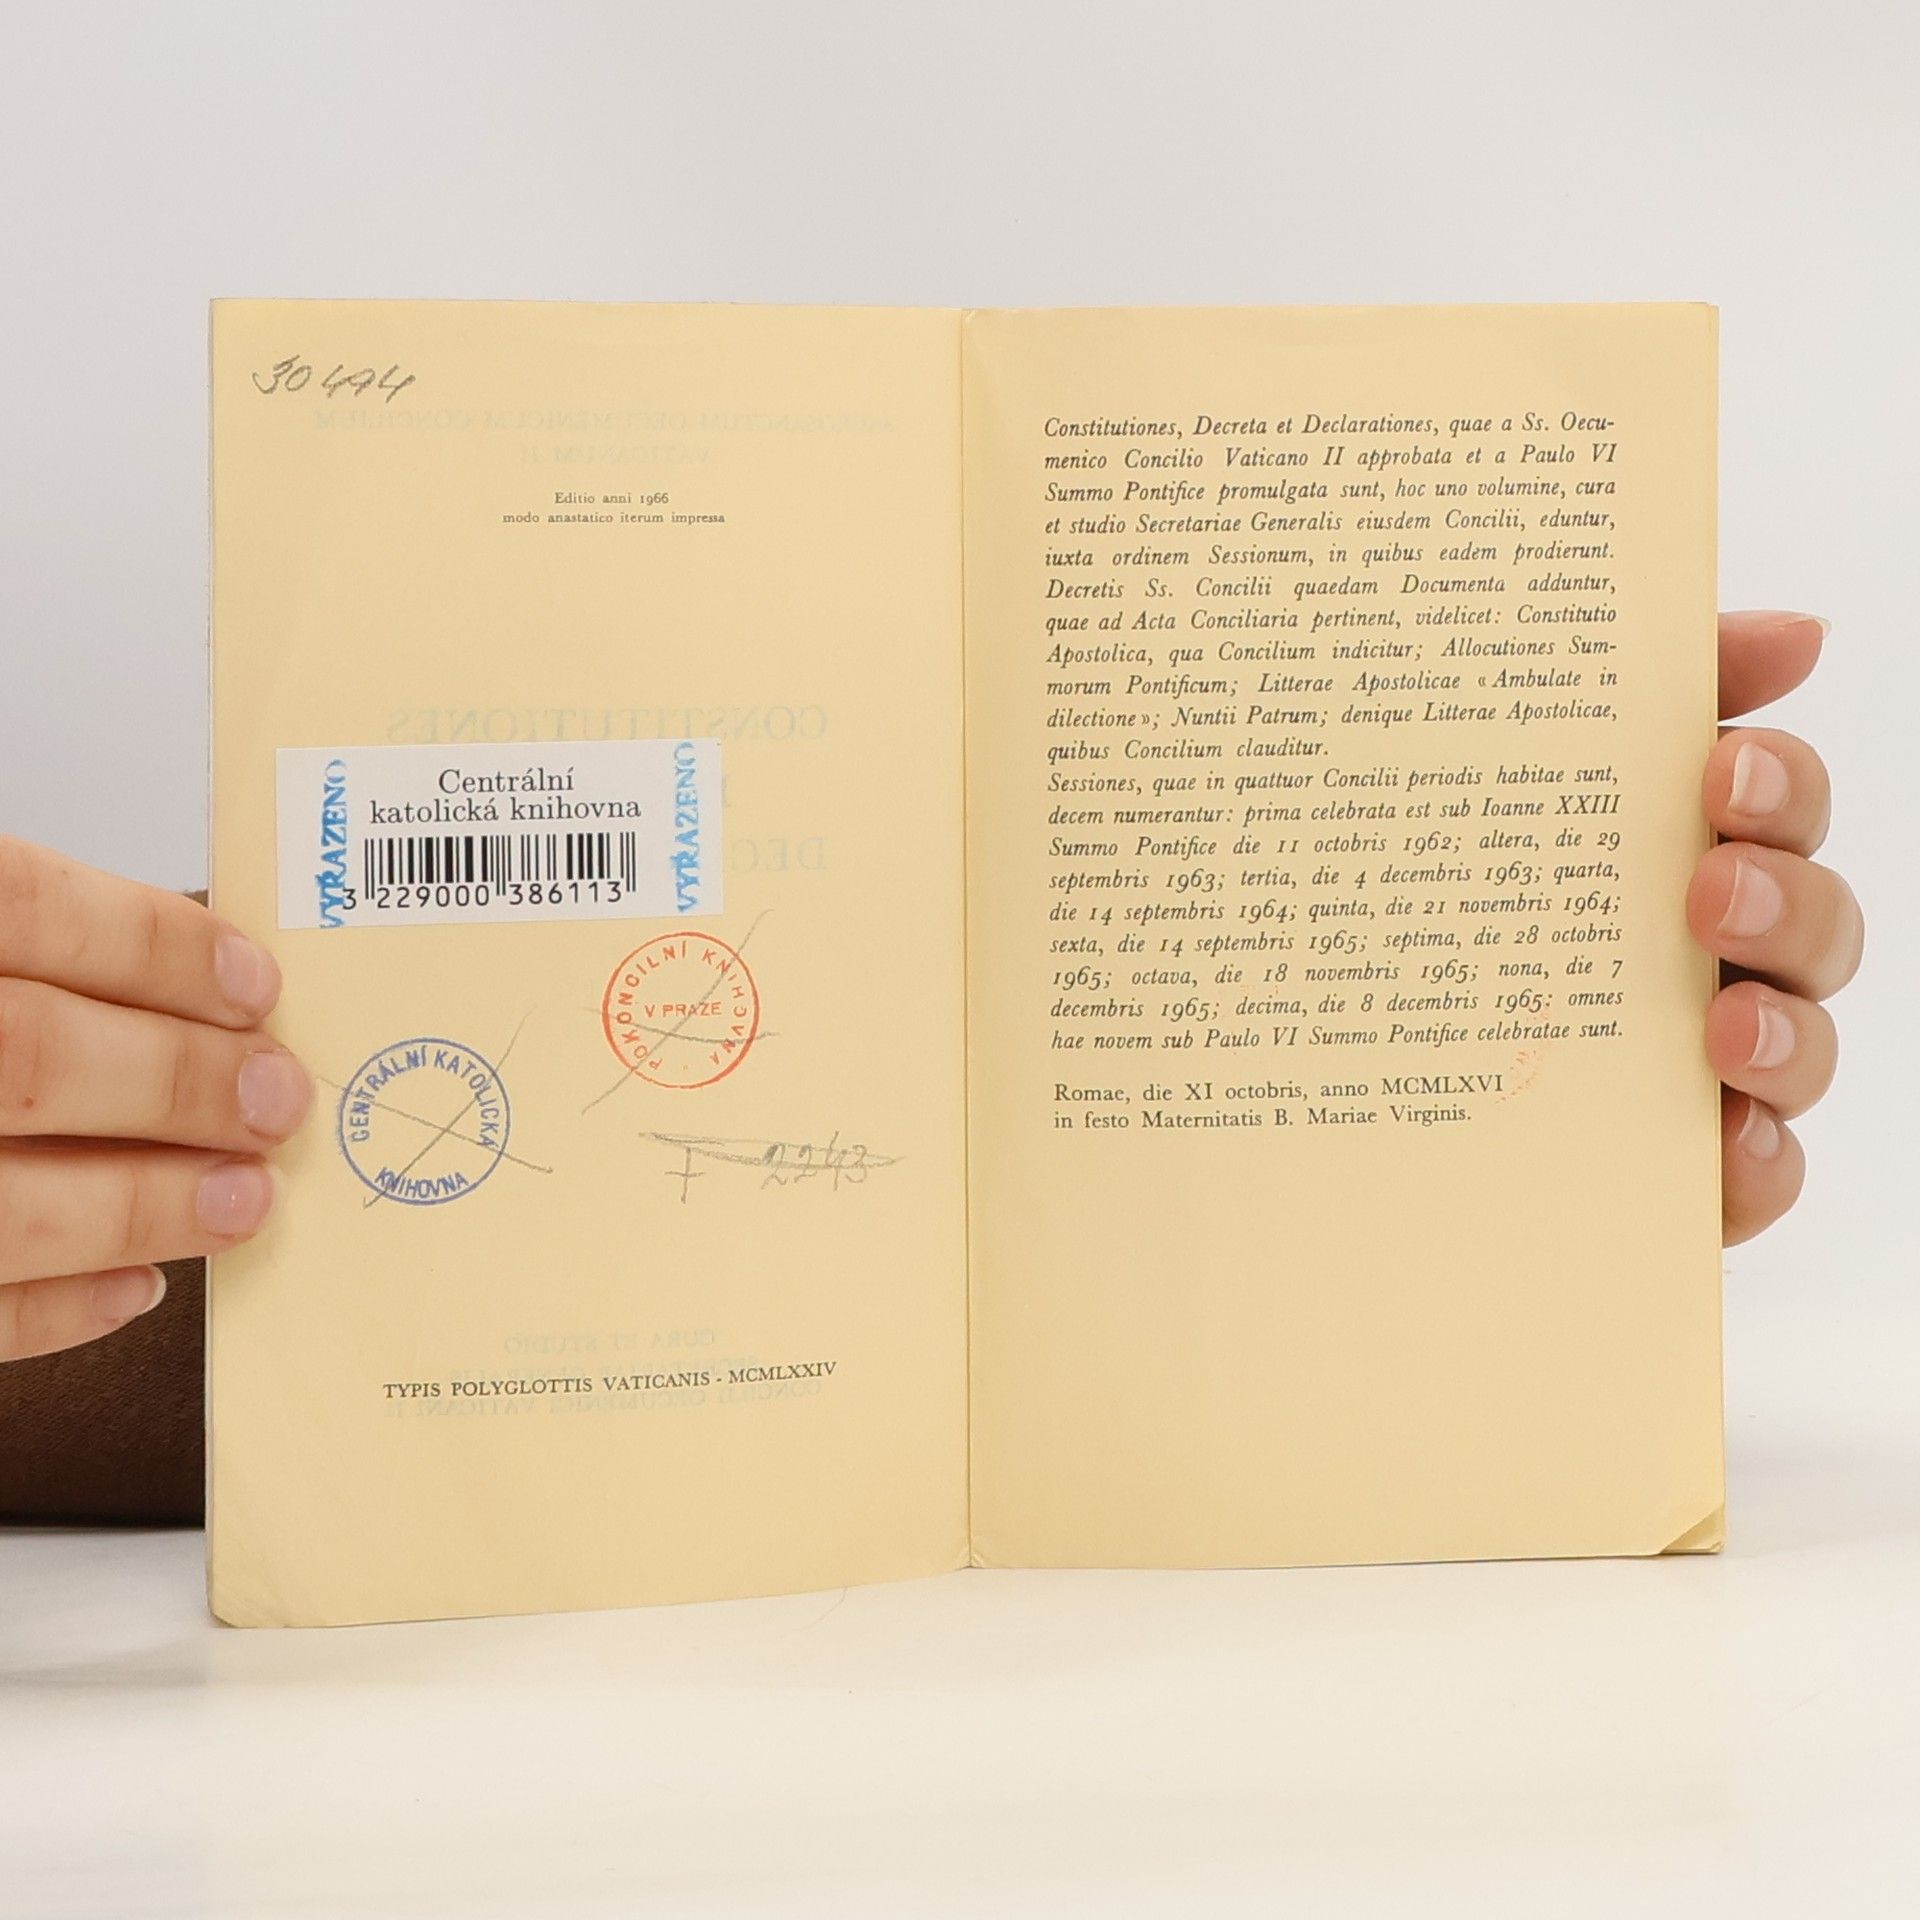 30474
Editio anni 1966
modo anastatico iterum impressa
CONSTITUTIONES
VYŘAZENO
Centrální
katolická knihovna
VYŘAZENO
3 229000 386113
POKONCILNÍ KNIHOVNA
V PRAZE
CENTRÁLNÍ KATOLICKÁ
KNIHOVNA
F 2243
CURA ET STUDIO
TYPIS POLYGLOTTIS VATICANIS - MCMLXXIV
Constitutiones, Decreta et Declarationes, quae a Ss. Oecu-
menico Concilio Vaticano II approbata et a Paulo VI
Summo Pontifice promulgata sunt, hoc uno volumine, cura
et studio Secretariae Generalis eiusdem Concilii, eduntur,
iuxta ordinem Sessionum, in quibus eadem prodierunt.
Decretis Ss. Concilii quaedam Documenta adduntur,
quae ad Acta Conciliaria pertinent, videlicet: Constitutio
Apostolica, qua Concilium indicitur; Allocutiones Sum-
morum Pontificum; Litterae Apostolicae « Ambulate in
dilectione »; Nuntii Patrum; denique Litterae Apostolicae,
quibus Concilium clauditur.
Sessiones, quae in quattuor Concilii periodis habitae sunt,
decem numerantur: prima celebrata est sub Ioanne XXIII
Summo Pontifice die 11 octobris 1962; altera, die 29
septembris 1963; tertia, die 4 decembris 1963; quarta,
die 14 septembris 1964; quinta, die 21 novembris 1964;
sexta, die 14 septembris 1965; septima, die 28 octobris
1965; octava, die 18 novembris 1965; nona, die 7
decembris 1965; decima, die 8 decembris 1965: omnes
hae novem sub Paulo VI Summo Pontifice celebratae sunt.
Romae, die XI octobris, anno MCMLXVI
in festo Maternitatis B. Mariae Virginis.